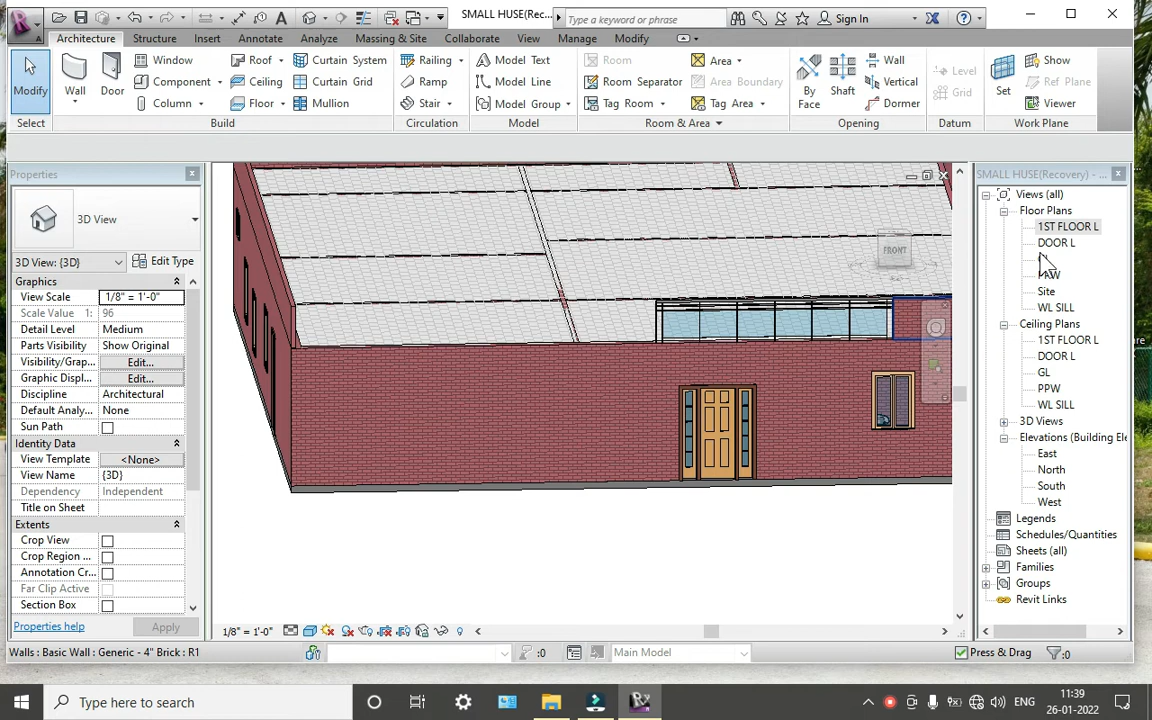 SMALL HUSE(Rec...
Type a keyword or phrase
Sign In
Architecture Structure Insert Annotate Analyze Massing & Site Collaborate View Manage Modify
Modify Wall Door Window Component Column Roof Ceiling Floor Curtain System Curtain Grid Mullion Railing Ramp Stair Model Text Model Line Model Group Room Room Separator Tag Room Area Area Boundary Tag Area By Face Shaft Wall Vertical Dormer Level Grid Set Show Ref Plane Viewer
Select Build Circulation Model Room & Area Opening Datum Work Plane
Properties
3D View
3D View: {3D} Edit Type
Graphics
View Scale 1/8" = 1'-0"
Scale Value 1: 96
Detail Level Medium
Parts Visibility Show Original
Visibility/Grap... Edit...
Graphic Displ... Edit...
Discipline Architectural
Default Analy... None
Sun Path
Identity Data
View Template <None>
View Name {3D}
Dependency Independent
Title on Sheet
Extents
Crop View
Crop Region ...
Annotation Cr...
Far Clip Active
Section Box
Properties help Apply
FRONT
SMALL HUSE(Recovery) - ...
Views (all)
Floor Plans
1ST FLOOR L
DOOR L
Site
WL SILL
Ceiling Plans
1ST FLOOR L
DOOR L
GL
PPW
WL SILL
3D Views
Elevations (Building Ele
East
North
South
West
Legends
Schedules/Quantities
Sheets (all)
Families
Groups
Revit Links
1/8" = 1'-0"
Walls : Basic Wall : Generic - 4" Brick : R1
:0 Main Model Press & Drag :0
Type here to search
ENG
11:39
26-01-2022